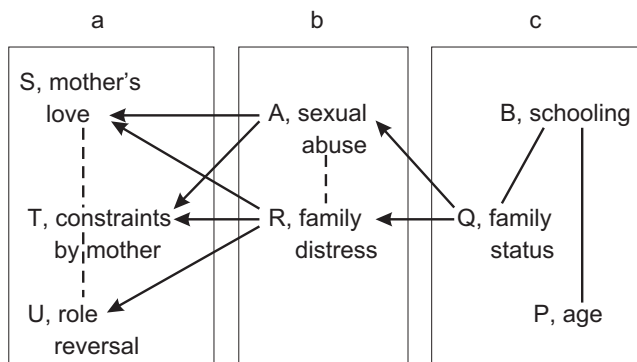 a
b
c
S, mother's
love
A, sexual
abuse
B, schooling
T, constraints
by mother
R, family
distress
Q, family
status
U, role
reversal
P, age